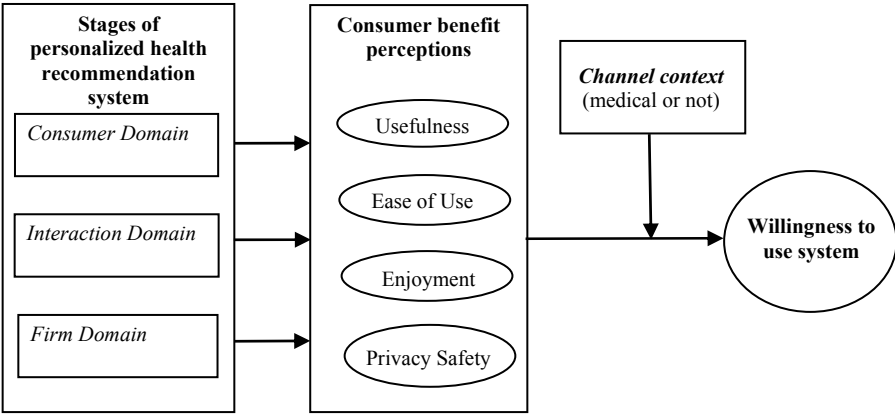 Stages of
personalized health
recommendation
system
Consumer Domain
Interaction Domain
Firm Domain
Consumer benefit
perceptions
Usefulness
Ease of Use
Enjoyment
Privacy Safety
Channel context
(medical or not)
Willingness to
use system